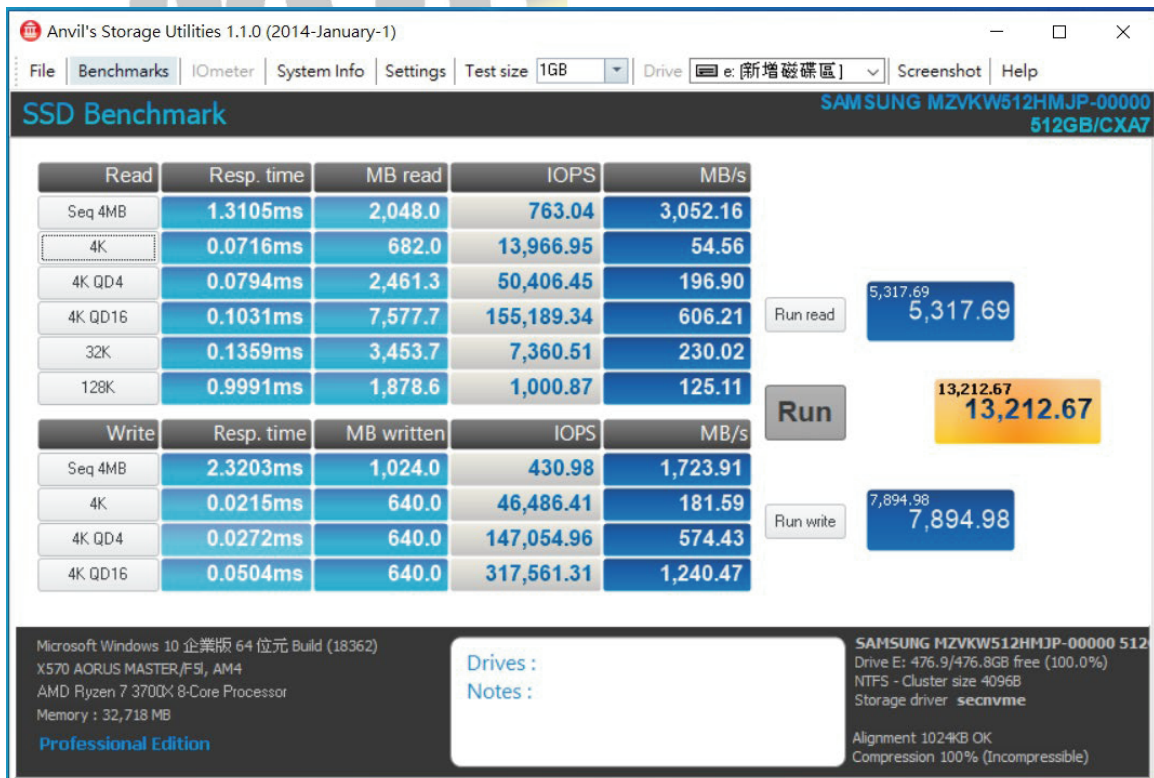 Anvil's Storage Utilities 1.1.0 (2014-January-1)
File Benchmarks IOmeter System Info Settings Test size 1GB Drive e: [新增磁碟區] Screenshot Help
SSD Benchmark
SAMSUNG MZVKW512HMJP-00000
512GB/CXA7
Read Resp. time MB read IOPS MB/s
Seq 4MB 1.3105ms 2,048.0 763.04 3,052.16
4K 0.0716ms 682.0 13,966.95 54.56
4K QD4 0.0794ms 2,461.3 50,406.45 196.90
4K QD16 0.1031ms 7,577.7 155,189.34 606.21
32K 0.1359ms 3,453.7 7,360.51 230.02
128K 0.9991ms 1,878.6 1,000.87 125.11
Run read
5,317.69
5,317.69
Run
13,212.67
13,212.67
Write Resp. time MB written IOPS MB/s
Seq 4MB 2.3203ms 1,024.0 430.98 1,723.91
4K 0.0215ms 640.0 46,486.41 181.59
4K QD4 0.0272ms 640.0 147,054.96 574.43
4K QD16 0.0504ms 640.0 317,561.31 1,240.47
Run write
7,894.98
7,894.98
Microsoft Windows 10 企業版 64 位元 Build (18362)
X570 AORUS MASTER/F5l, AM4
AMD Ryzen 7 3700X 8-Core Processor
Memory : 32,718 MB
Professional Edition
Drives :
Notes :
SAMSUNG MZVKW512HMJP-00000 512
Drive E: 476.9/476.8GB free (100.0%)
NTFS - Cluster size 4096B
Storage driver secnvme
Alignment 1024KB OK
Compression 100% (Incompressible)